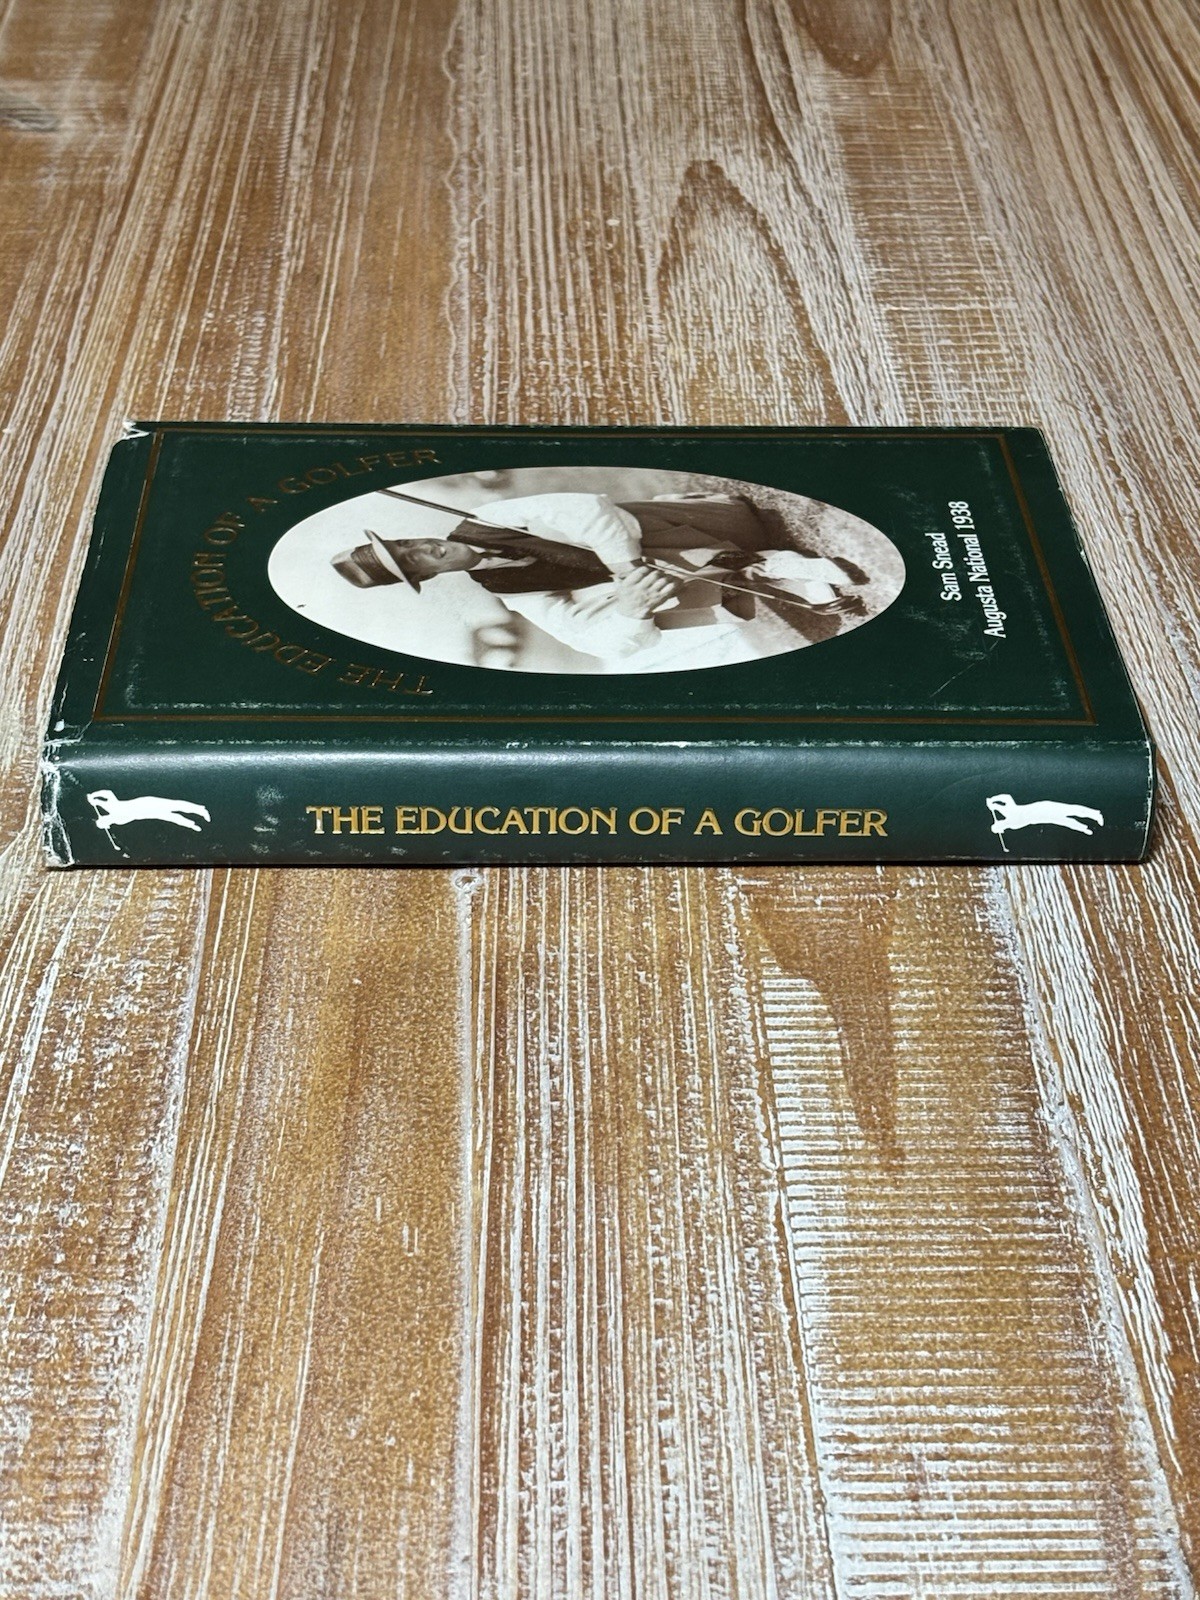 THE EDUCATION OF A GOLFER
Sam Snead
Augusta National 1938
THE EDUCATION OF A GOLFER